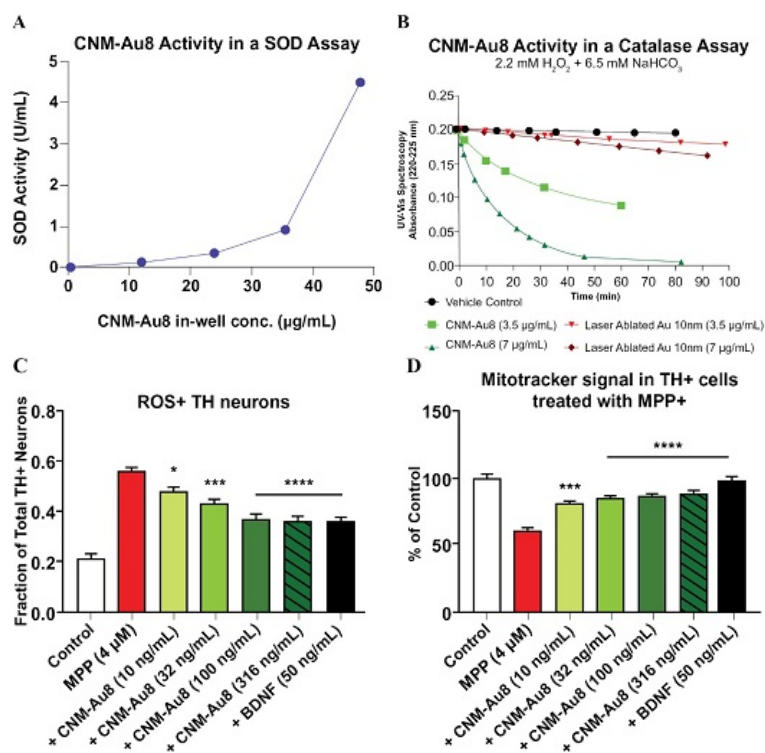 A
CNM-Au8 Activity in a SOD Assay
SOD Activity (U/mL)
5
4
3
2
1
0
0 10 20 30 40 50
CNM-Au8 in-well conc. (µg/mL)
B
CNM-Au8 Activity in a Catalase Assay
2.2 mM H₂O₂ + 6.5 mM NaHCO₃
UV-Vis Spectroscopy
Absorbance (220-225 nm)
0.25
0.20
0.15
0.10
0.05
0.00
0 10 20 30 40 50 60 70 80 90 100
Time (min)
Vehicle Control
CNM-Au8 (3.5 µg/mL)
Laser Ablated Au 10nm (3.5 µg/mL)
CNM-Au8 (7 µg/mL)
Laser Ablated Au 10nm (7 µg/mL)
C
ROS+ TH neurons
Fraction of Total TH+ Neurons
0.8
0.6
0.4
0.2
0.0
*
***
****
Control
MPP (4 µM)
+ CNM-Au8 (10 ng/mL)
+ CNM-Au8 (32 ng/mL)
+ CNM-Au8 (100 ng/mL)
+ CNM-Au8 (316 ng/mL)
+ BDNF (50 ng/mL)
D
Mitotracker signal in TH+ cells
treated with MPP+
% of Control
150
100
50
0
***
****
Control
MPP (4 µM)
+ CNM-Au8 (10 ng/mL)
+ CNM-Au8 (32 ng/mL)
+ CNM-Au8 (100 ng/mL)
+ CNM-Au8 (316 ng/mL)
+ BDNF (50 ng/mL)